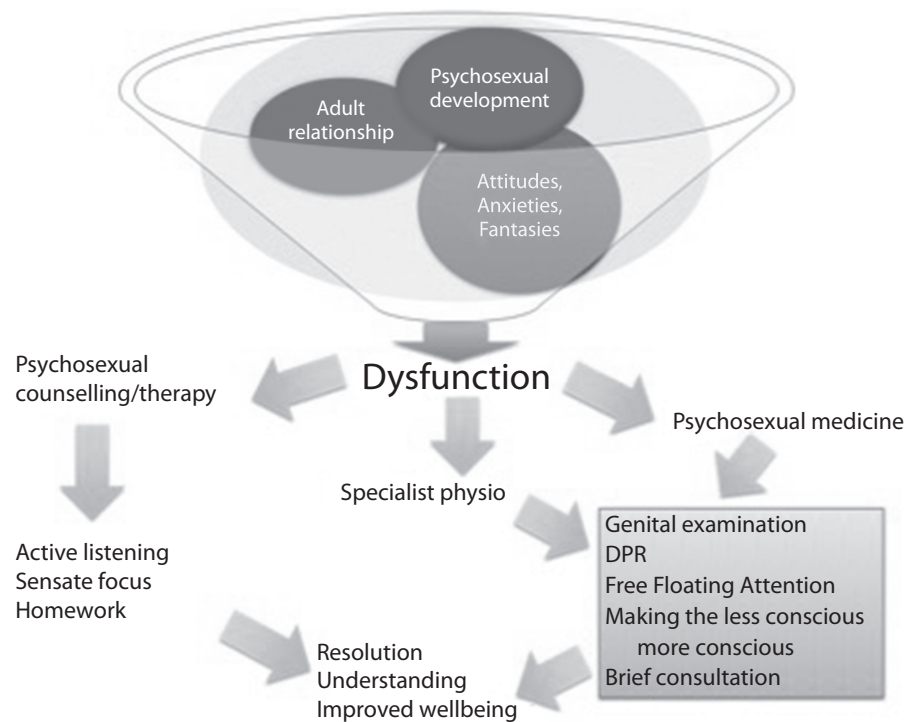 Psychosexual
development
Adult
relationship
Attitudes,
Anxieties,
Fantasies
Dysfunction
Psychosexual
counselling/therapy
Psychosexual medicine
Specialist physio
Active listening
Sensate focus
Homework
Genital examination
DPR
Free Floating Attention
Making the less conscious
more conscious
Brief consultation
Resolution
Understanding
Improved wellbeing